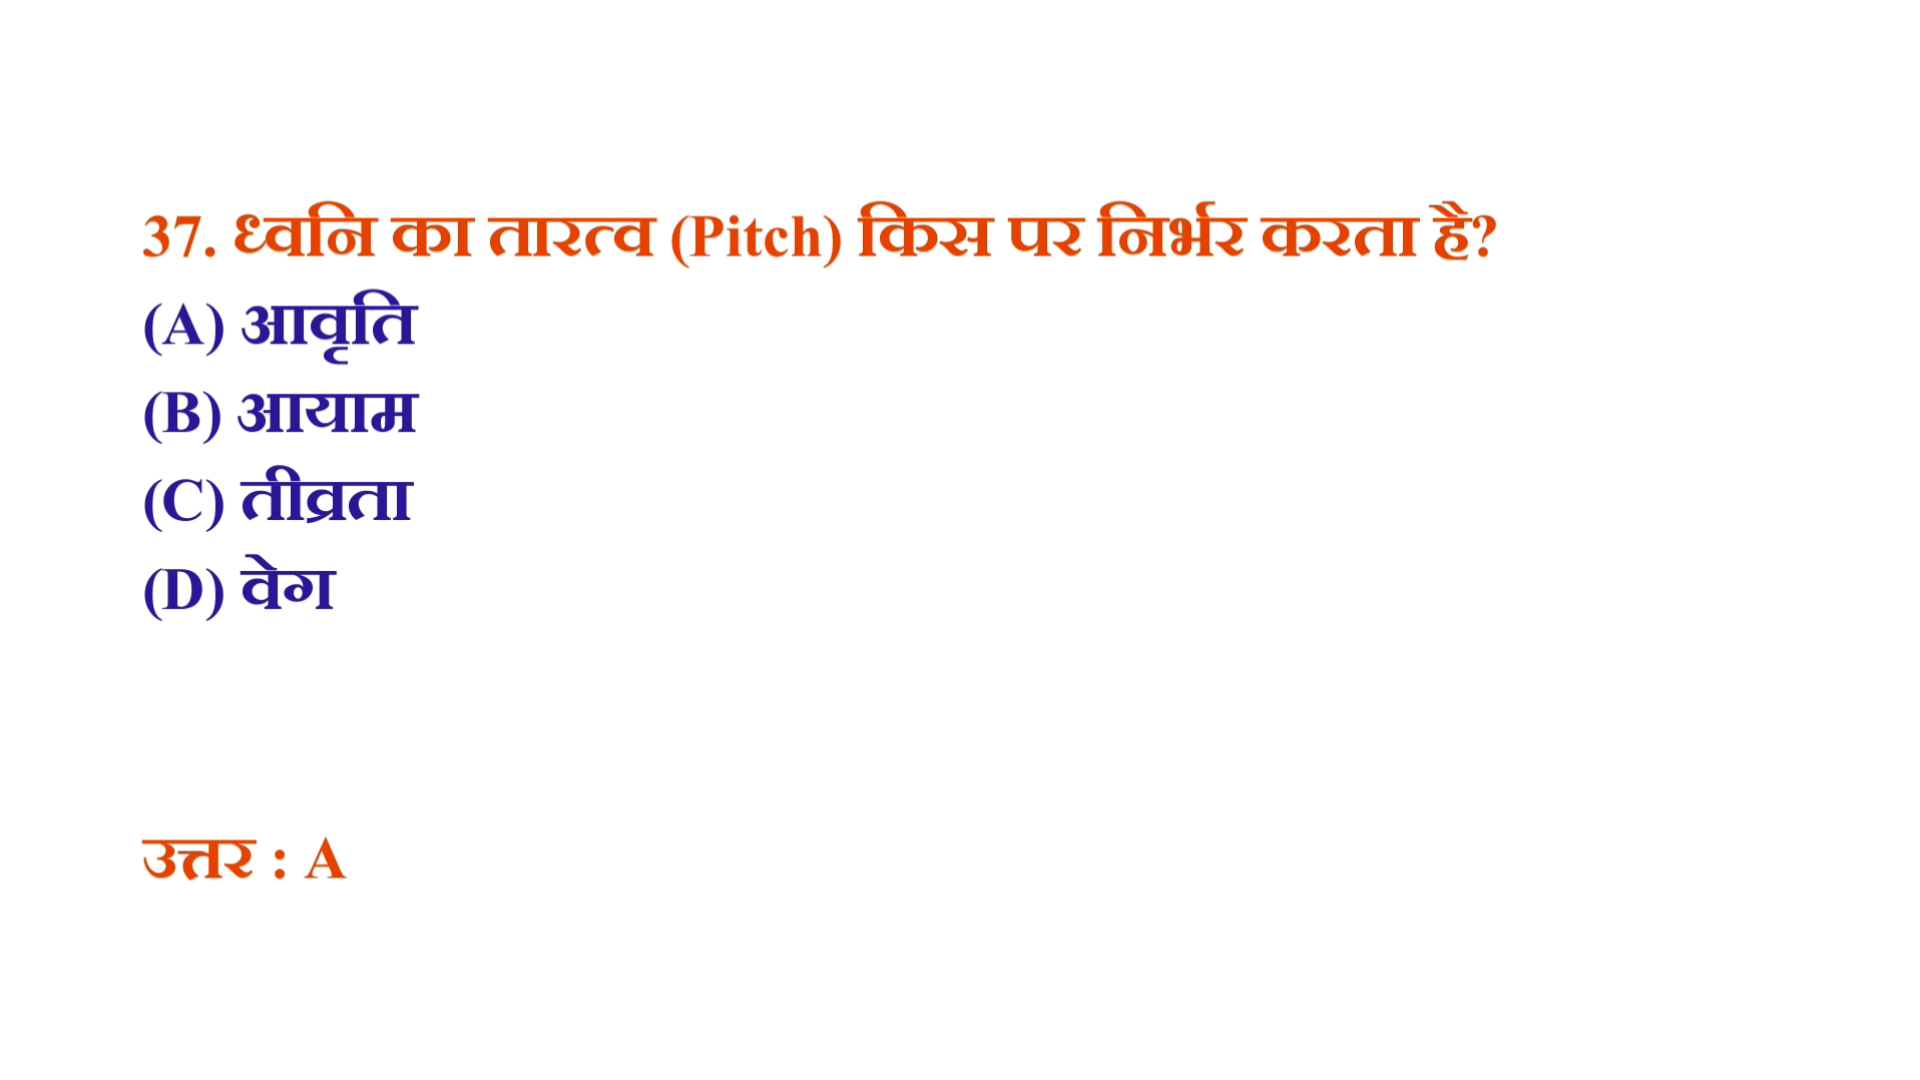 37. ध्वनि का तारत्व (Pitch) किस पर निर्भर करता है?
(A) आवृति
(B) आयाम
(C) तीव्रता
(D) वेग
उत्तर : A